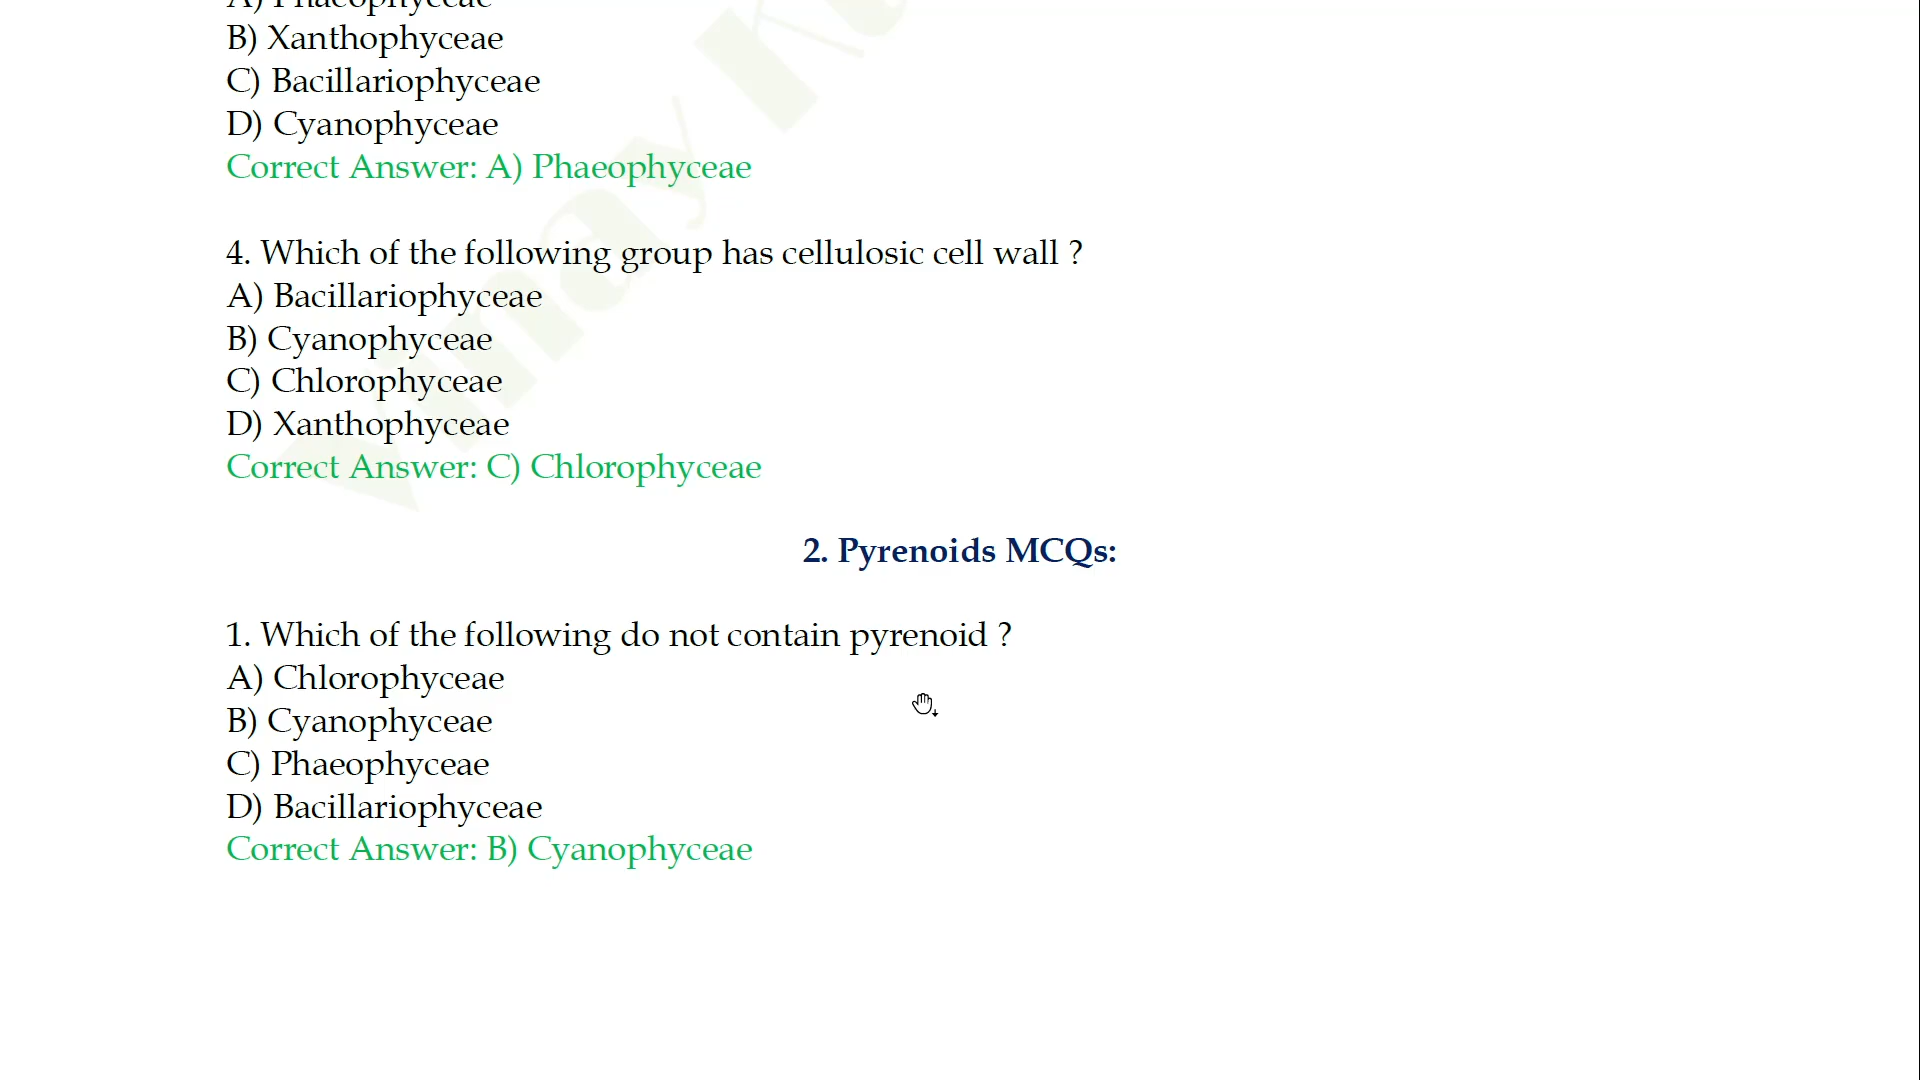 A) Phaeophyceae
B) Xanthophyceae
C) Bacillariophyceae
D) Cyanophyceae
Correct Answer: A) Phaeophyceae
4. Which of the following group has cellulosic cell wall ?
A) Bacillariophyceae
B) Cyanophyceae
C) Chlorophyceae
D) Xanthophyceae
Correct Answer: C) Chlorophyceae
2. Pyrenoids MCQs:
1. Which of the following do not contain pyrenoid ?
A) Chlorophyceae
B) Cyanophyceae
C) Phaeophyceae
D) Bacillariophyceae
Correct Answer: B) Cyanophyceae
Vinay